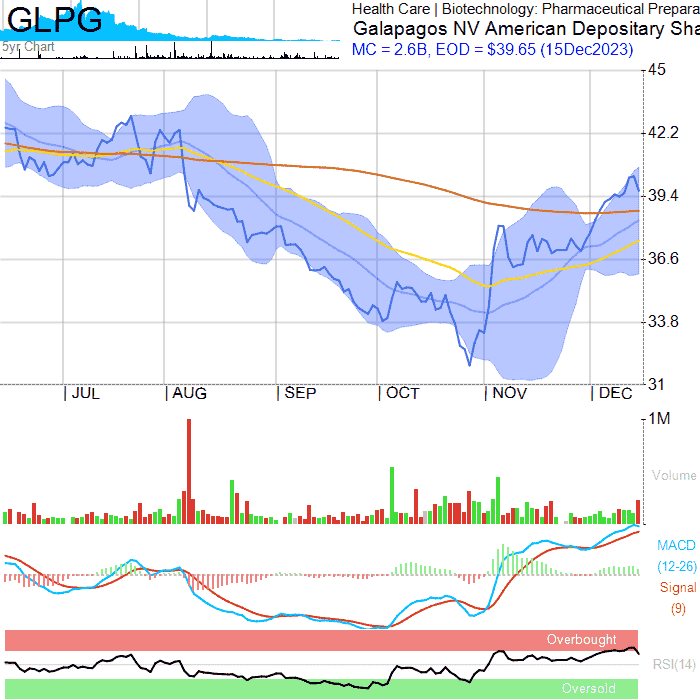 GLPG
5yr Chart
Health Care | Biotechnology: Pharmaceutical Prepara
Galapagos NV American Depositary Sha
MC = 2.6B, EOD = $39.65 (15Dec2023)
45
42.2
39.4
36.6
33.8
31
| JUL | AUG | SEP | OCT | NOV | DEC
1M
Volume
MACD
(12-26)
Signal
(9)
Overbought
RSI(14)
Oversold